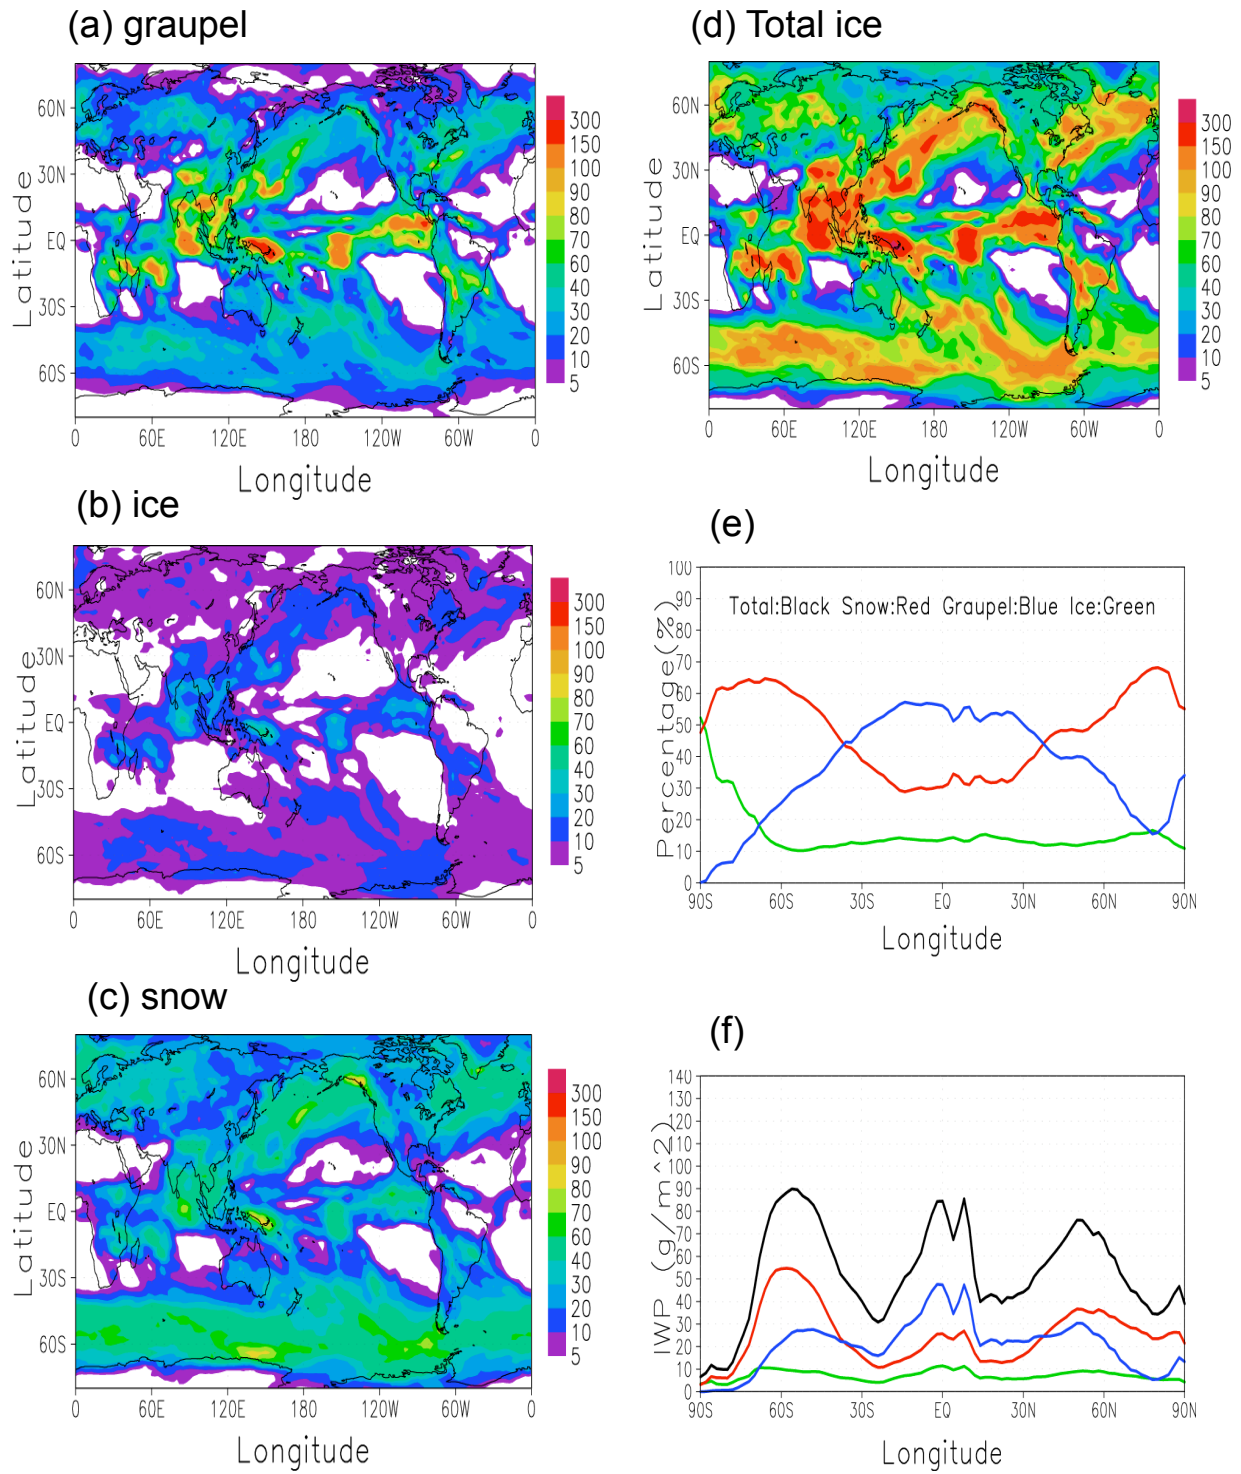 (a) graupel
Latitude
60N
30N
EQ
30S
60S
0 60E 120E 180 120W 60W 0
Longitude
300
150
100
90
80
70
60
40
30
20
10
5
(d) Total ice
Latitude
60N
30N
EQ
30S
60S
0 60E 120E 180 120W 60W 0
Longitude
300
150
100
90
80
70
60
40
30
20
10
5
(b) ice
Latitude
60N
30N
EQ
30S
60S
0 60E 120E 180 120W 60W 0
Longitude
300
150
100
90
80
70
60
40
30
20
10
5
(e)
Percentage(%)
100
90
80
70
60
50
40
30
20
10
0
Total:Black Snow:Red Graupel:Blue Ice:Green
90S 60S 30S EQ 30N 60N 90N
Longitude
(c) snow
Latitude
60N
30N
EQ
30S
60S
0 60E 120E 180 120W 60W 0
Longitude
300
150
100
90
80
70
60
40
30
20
10
5
(f)
IWP (g/m^2)
140
130
120
110
100
90
80
70
60
50
40
30
20
10
0
90S 60S 30S EQ 30N 60N 90N
Longitude